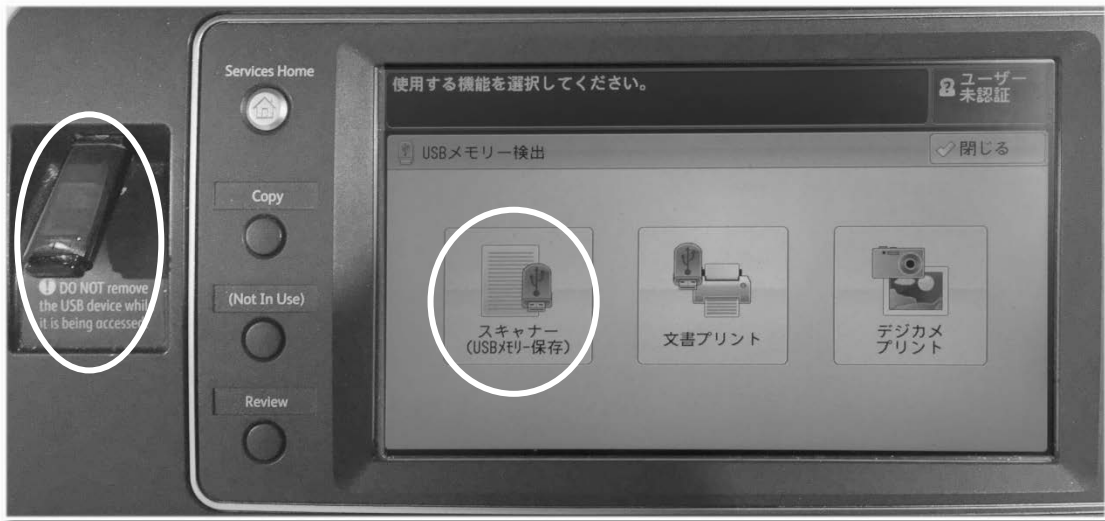 Services Home
Copy
(Not In Use)
Review
! DO NOT remove
the USB device whil
it is being accessed
使用する機能を選択してください。
ユーザー
未認証
USBメモリー検出
閉じる
スキャナー
(USBﾒﾓﾘｰ保存)
文書プリント
デジカメ
プリント